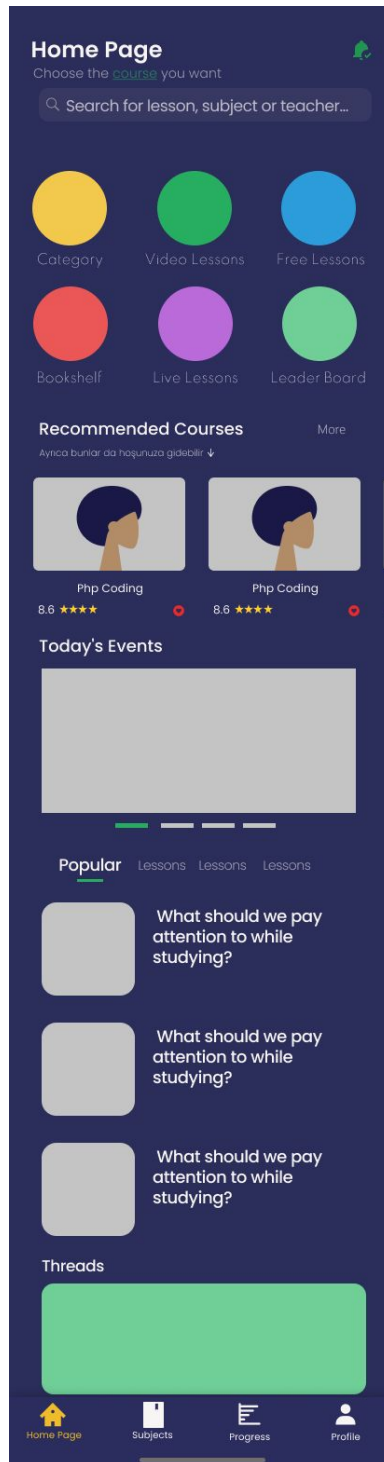 Home Page
Choose the course you want
Search for lesson, subject or teacher...
Category Video Lessons Free Lessons
Bookshelf Live Lessons Leader Board
Recommended Courses More
Ayrıca bunlar da hoşunuza gidebilir ↓
Php Coding Php Coding
8.6 ★★★★ 8.6 ★★★★
Today's Events
Popular Lessons Lessons Lessons
What should we pay
attention to while
studying?
What should we pay
attention to while
studying?
What should we pay
attention to while
studying?
Threads
Home Page Subjects Progress Profile